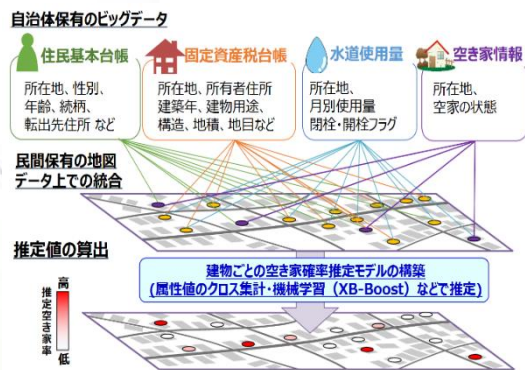 自治体保有のビッグデータ
住民基本台帳
所在地、性別、
年齢、続柄、
転出先住所 など
固定資産税台帳
所在地、所有者住所
建築年、建物用途、
構造、地積、地目など
水道使用量
所在地、
月別使用量
閉栓・開栓フラグ
空き家情報
所在地、
空家の状態
民間保有の地図
データ上での統合
推定値の算出
建物ごとの空き家確率推定モデルの構築
(属性値のクロス集計・機械学習（XB-Boost）などで推定)
高
推定空き家率
低